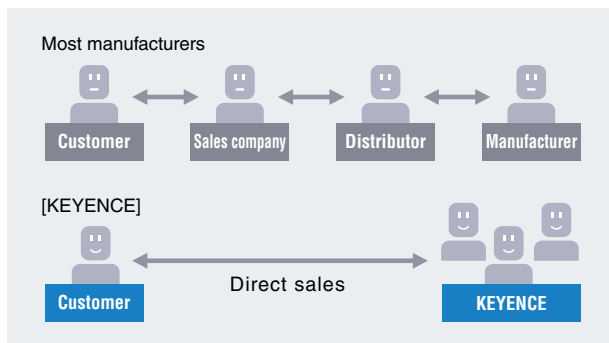 Most manufacturers
Customer
Sales company
Distributor
Manufacturer
[KEYENCE]
Direct sales
Customer
KEYENCE